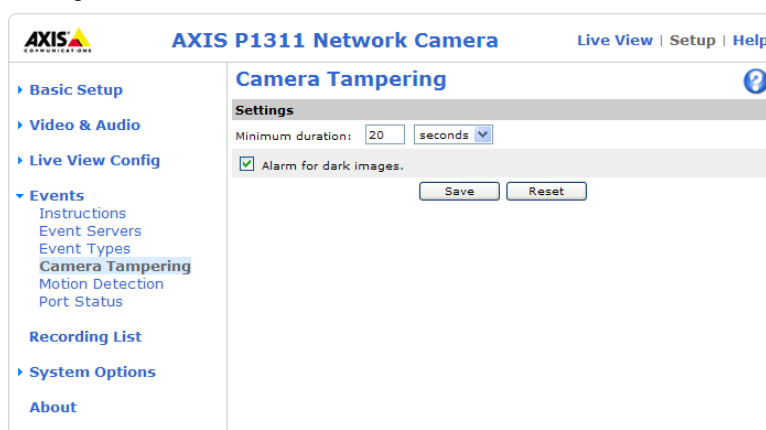 AXIS
COMMUNICATIONS
AXIS P1311 Network Camera
Live View | Setup | Help
Basic Setup
Video & Audio
Live View Config
Events
Instructions
Event Servers
Event Types
Camera Tampering
Motion Detection
Port Status
Recording List
System Options
About
Camera Tampering
?
Settings
Minimum duration: 20 seconds
Alarm for dark images.
Save Reset